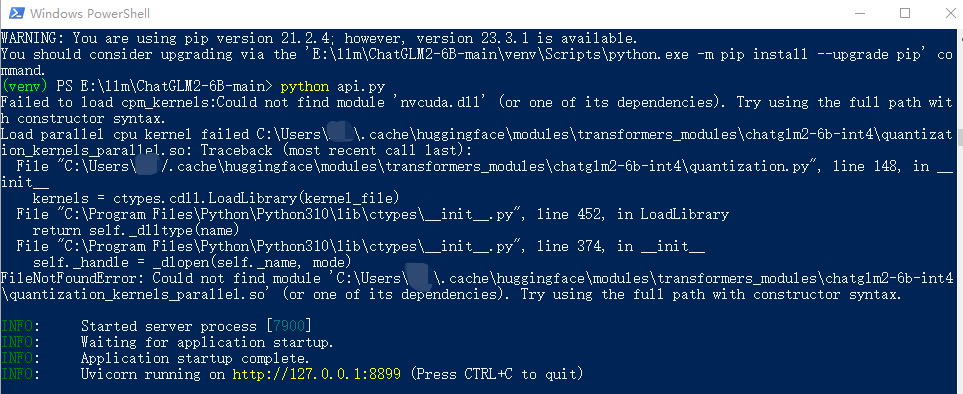 Windows PowerShell
WARNING: You are using pip version 21.2.4; however, version 23.3.1 is available.
You should consider upgrading via the 'E:\llm\ChatGLM2-6B-main\venv\Scripts\python.exe -m pip install --upgrade pip' co
mmand.
(venv) PS E:\llm\ChatGLM2-6B-main> python api.py
Failed to load cpm_kernels:Could not find module 'nvcuda.dll' (or one of its dependencies). Try using the full path wit
h constructor syntax.
Load parallel cpu kernel failed C:\Users\ \.cache\huggingface\modules\transformers_modules\chatglm2-6b-int4\quantizat
ion_kernels_parallel.so: Traceback (most recent call last):
  File "C:\Users\ /.cache\huggingface\modules\transformers_modules\chatglm2-6b-int4\quantization.py", line 148, in __
init__
    kernels = ctypes.cdll.LoadLibrary(kernel_file)
  File "C:\Program Files\Python\Python310\lib\ctypes\__init__.py", line 452, in LoadLibrary
    return self._dlltype(name)
  File "C:\Program Files\Python\Python310\lib\ctypes\__init__.py", line 374, in __init__
    self._handle = _dlopen(self._name, mode)
FileNotFoundError: Could not find module 'C:\Users\ \.cache\huggingface\modules\transformers_modules\chatglm2-6b-int4
\quantization_kernels_parallel.so' (or one of its dependencies). Try using the full path with constructor syntax.
INFO:     Started server process [7900]
INFO:     Waiting for application startup.
INFO:     Application startup complete.
INFO:     Uvicorn running on http://127.0.0.1:8899 (Press CTRL+C to quit)